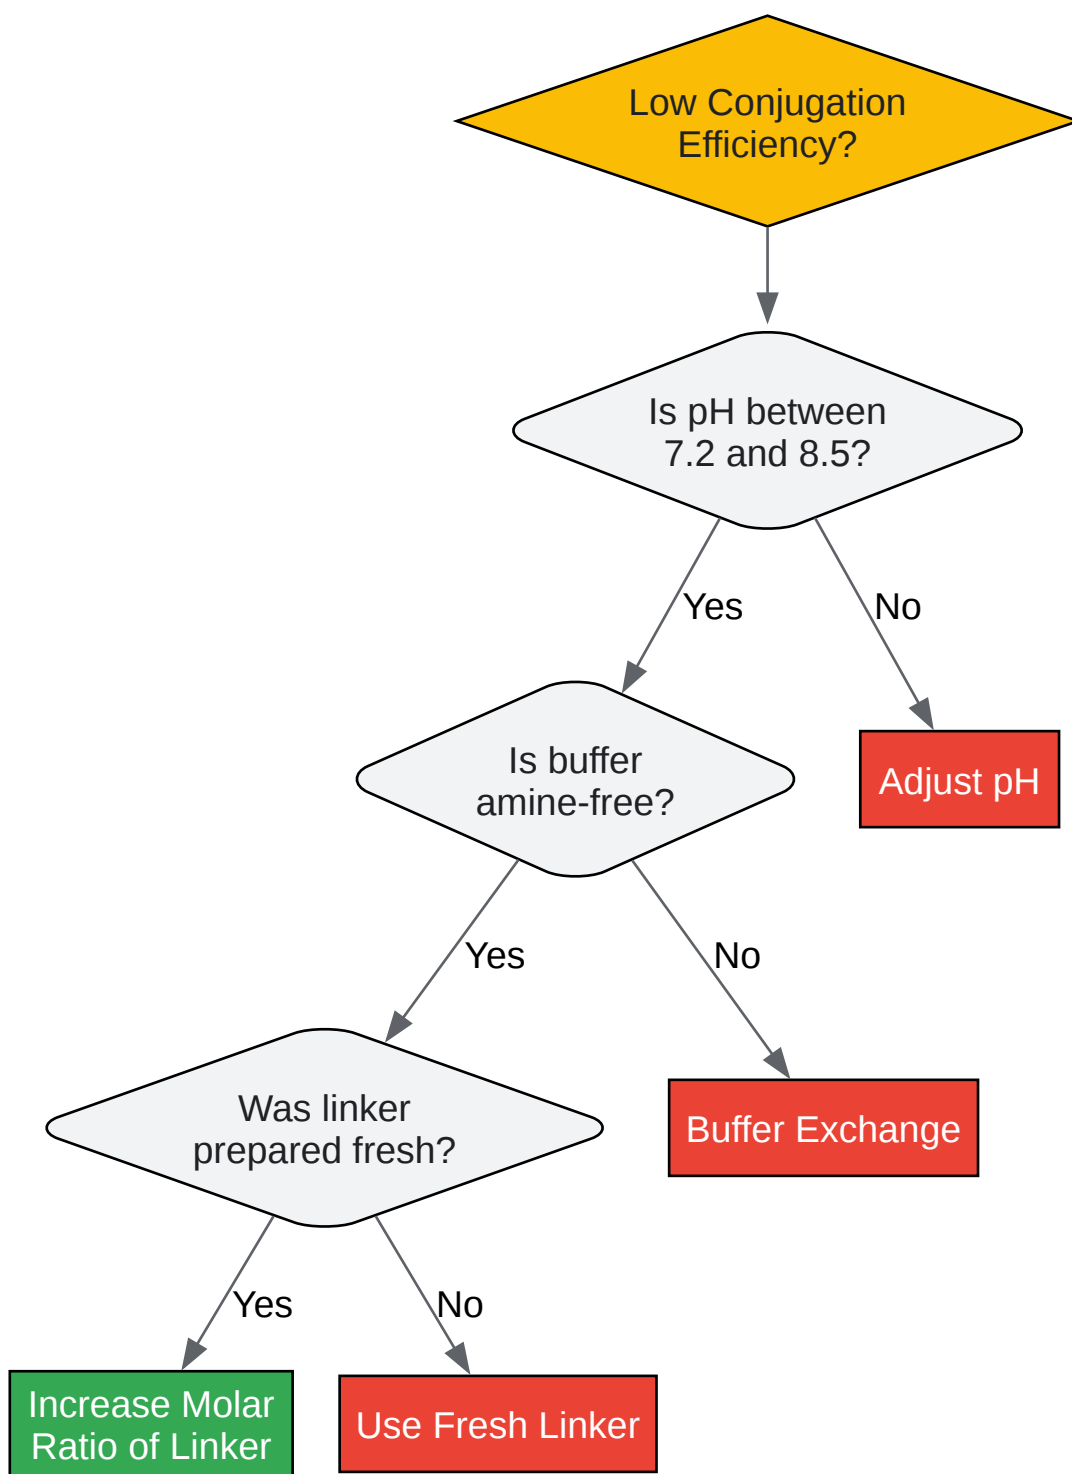 Low Conjugation
Efficiency?
Is pH between
7.2 and 8.5?
Yes
No
Is buffer
amine-free?
Adjust pH
Yes
No
Was linker
prepared fresh?
Buffer Exchange
Yes
No
Increase Molar
Ratio of Linker
Use Fresh Linker